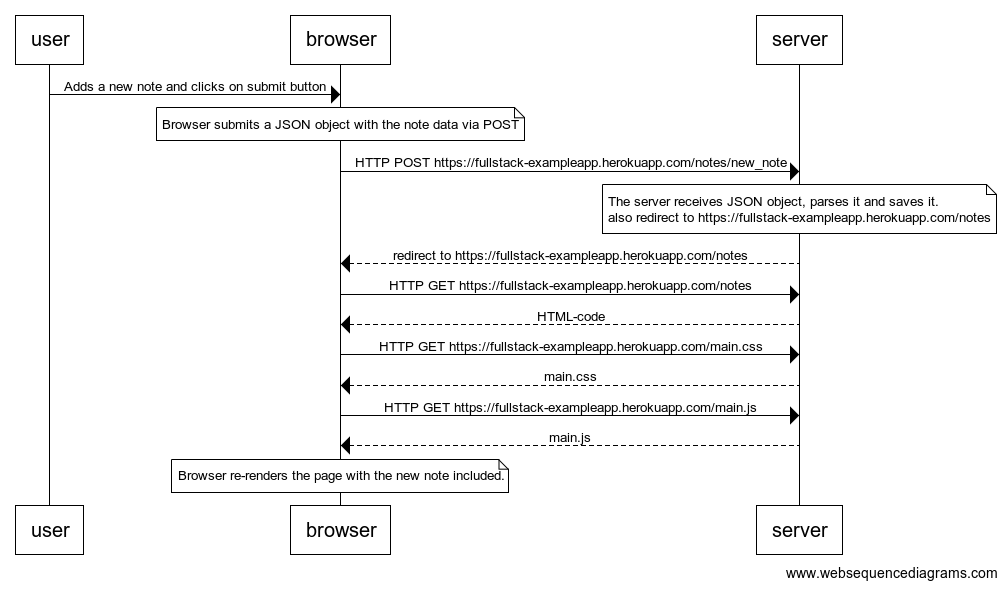 user
browser
server
Adds a new note and clicks on submit button
Browser submits a JSON object with the note data via POST
HTTP POST https://fullstack-exampleapp.herokuapp.com/notes/new_note
The server receives JSON object, parses it and saves it.
also redirect to https://fullstack-exampleapp.herokuapp.com/notes
redirect to https://fullstack-exampleapp.herokuapp.com/notes
HTTP GET https://fullstack-exampleapp.herokuapp.com/notes
HTML-code
HTTP GET https://fullstack-exampleapp.herokuapp.com/main.css
main.css
HTTP GET https://fullstack-exampleapp.herokuapp.com/main.js
main.js
Browser re-renders the page with the new note included.
user
browser
server
www.websequencediagrams.com